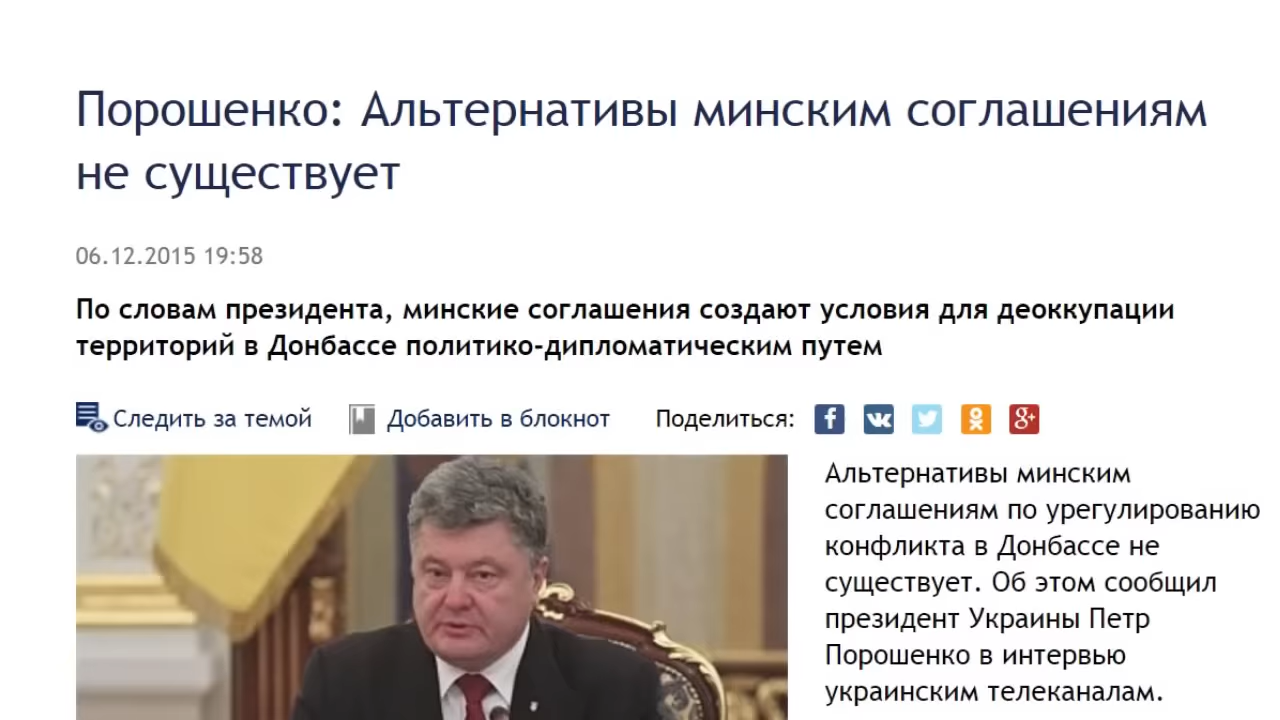 Порошенко: Альтернативы минским соглашениям
не существует
06.12.2015 19:58
По словам президента, минские соглашения создают условия для деоккупации
территорий в Донбассе политико-дипломатическим путем
Следить за темой Добавить в блокнот Поделиться:
Альтернативы минским
соглашениям по урегулированию
конфликта в Донбассе не
существует. Об этом сообщил
президент Украины Петр
Порошенко в интервью
украинским телеканалам.